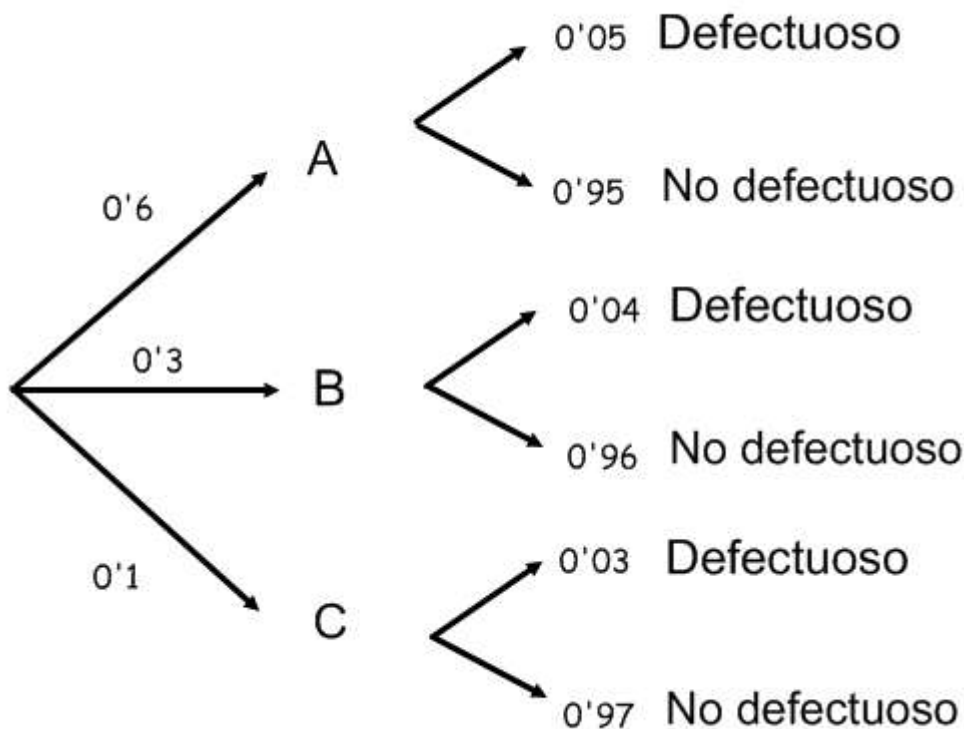 0'05 Defectuoso
A
0'6
0'95 No defectuoso
0'04 Defectuoso
0'3
B
0'96 No defectuoso
0'03 Defectuoso
0'1
C
0'97 No defectuoso